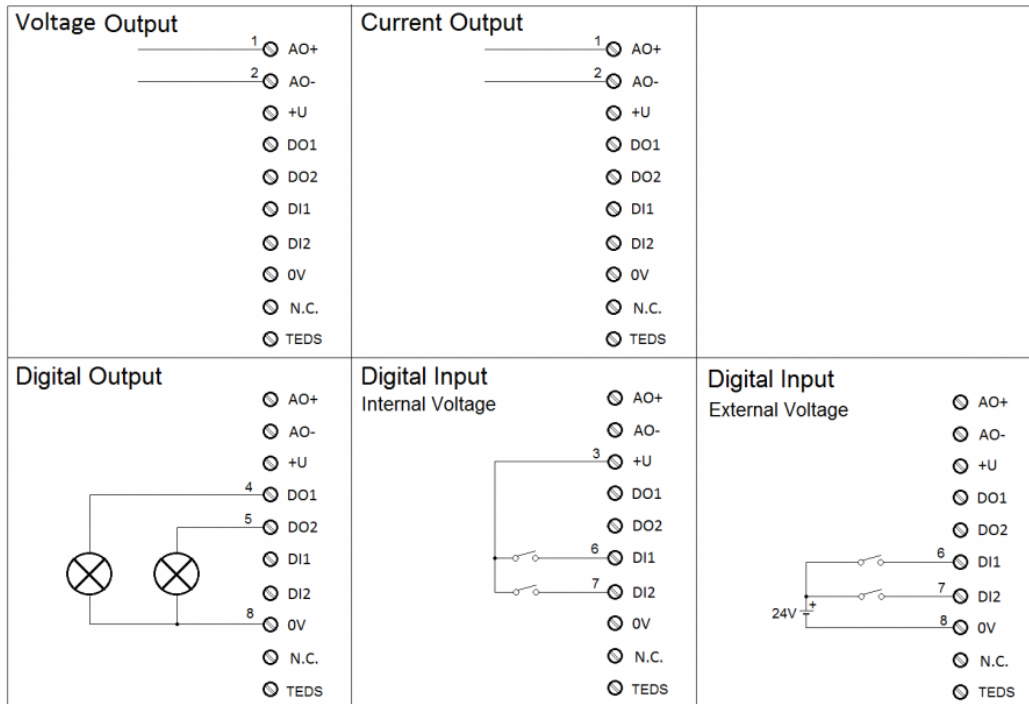 Voltage Output
1 AO+
2 AO-
+U
DO1
DO2
DI1
DI2
0V
N.C.
TEDS
Current Output
1 AO+
2 AO-
+U
DO1
DO2
DI1
DI2
0V
N.C.
TEDS
Digital Output
AO+
AO-
+U
4 DO1
5 DO2
DI1
DI2
8 0V
N.C.
TEDS
Digital Input
Internal Voltage
AO+
AO-
3 +U
DO1
DO2
6 DI1
7 DI2
0V
N.C.
TEDS
Digital Input
External Voltage
AO+
AO-
+U
DO1
DO2
6 DI1
7 DI2
24V +
8 0V
N.C.
TEDS